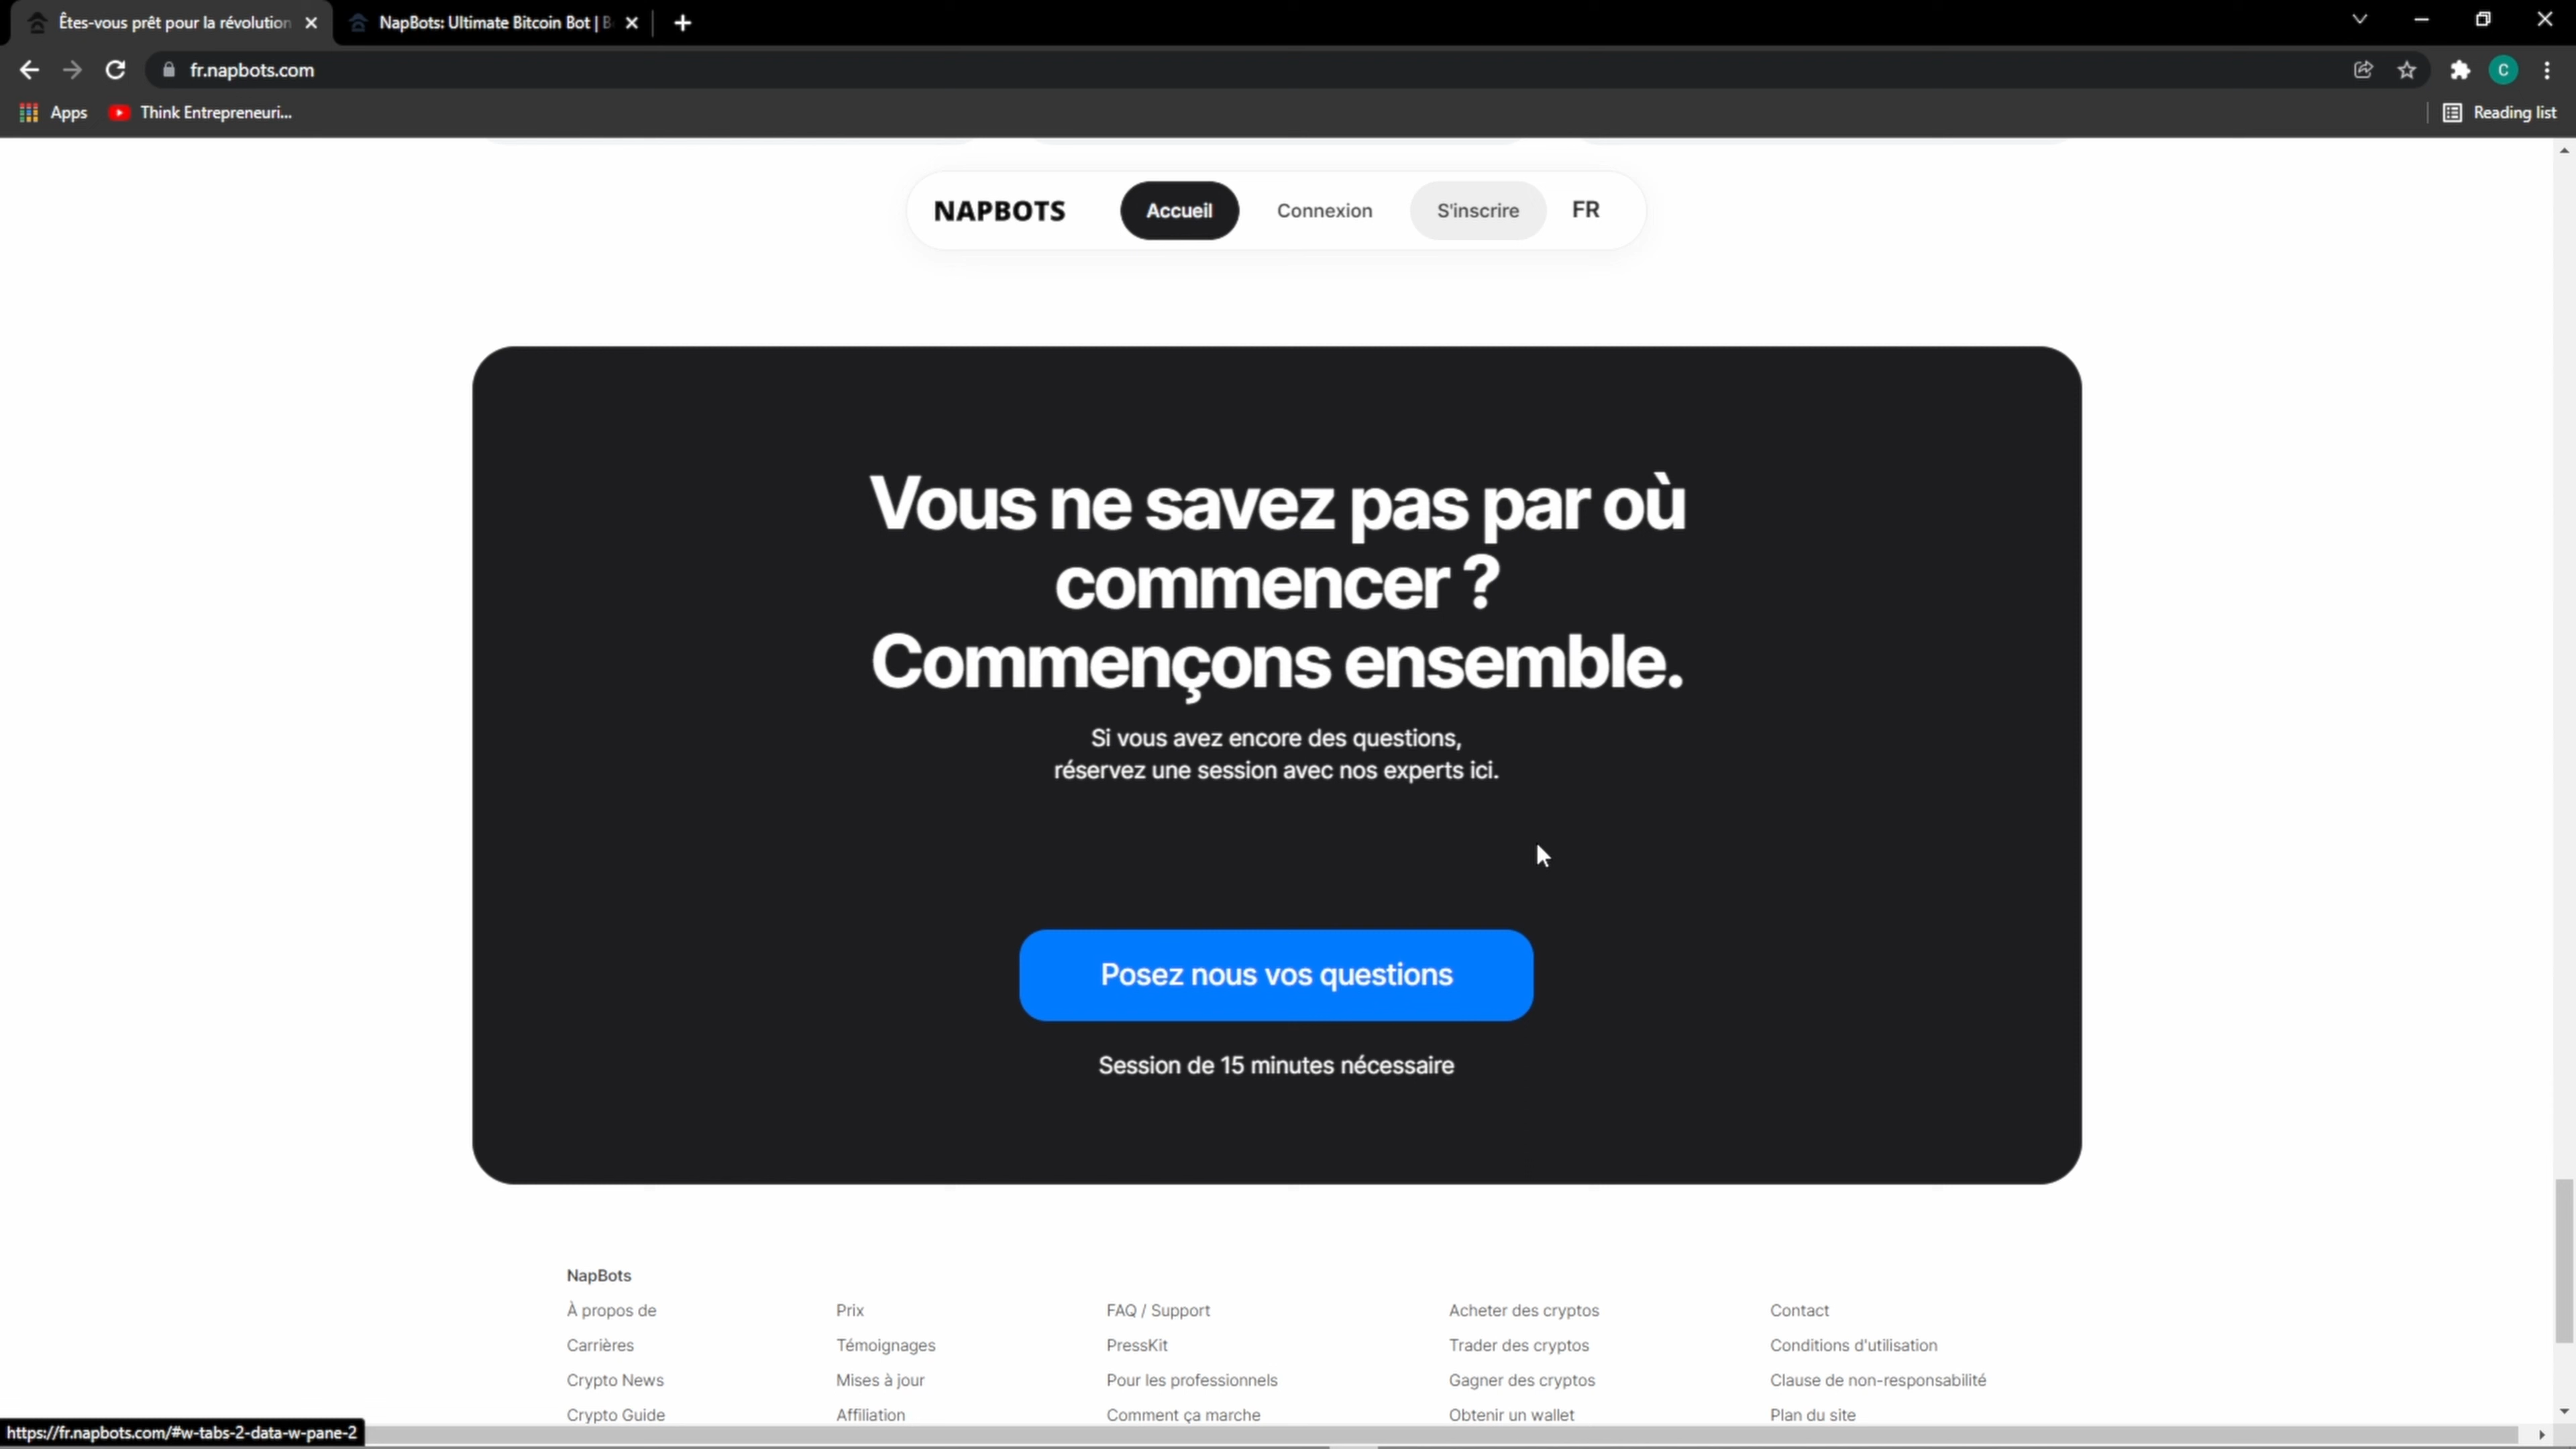 Êtes-vous prêt pour la révolution
NapBots: Ultimate Bitcoin Bot | B
fr.napbots.com
C
Apps
Think Entrepreneuri...
Reading list
NAPBOTS
Accueil
Connexion
S'inscrire
FR
Vous ne savez pas par où
commencer ?
Commençons ensemble.
Si vous avez encore des questions,
réservez une session avec nos experts ici.
Posez nous vos questions
Session de 15 minutes nécessaire
NapBots
À propos de
Prix
FAQ / Support
Acheter des cryptos
Contact
Carrières
Témoignages
PressKit
Trader des cryptos
Conditions d'utilisation
Crypto News
Mises à jour
Pour les professionnels
Gagner des cryptos
Clause de non-responsabilité
Crypto Guide
Affiliation
Comment ça marche
Obtenir un wallet
Plan du site
https://fr.napbots.com/#w-tabs-2-data-w-pane-2